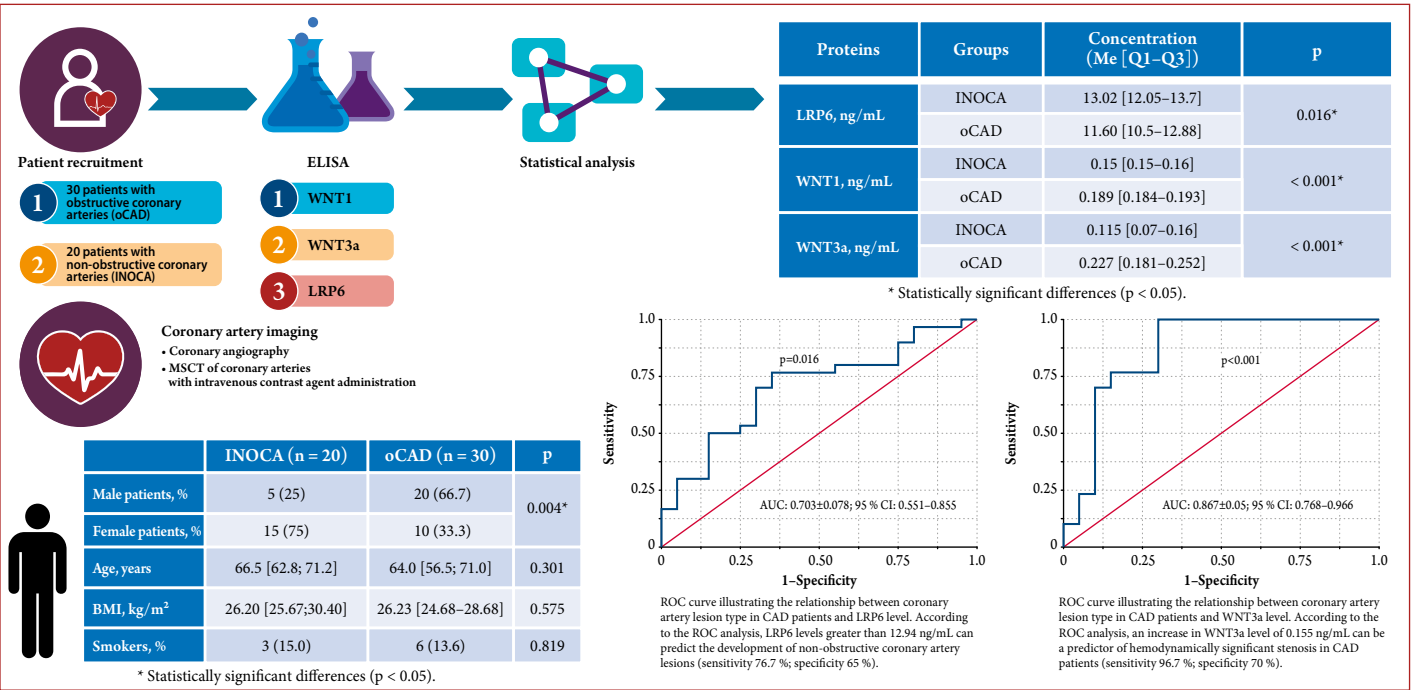 Patient recruitment
1
30 patients with
obstructive coronary
arteries (oCAD)
2
20 patients with
non-obstructive coronary
arteries (INOCA)
ELISA
1 WNT1
2 WNT3a
3 LRP6
Statistical analysis
Coronary artery imaging
• Coronary angiography
• MSCT of coronary arteries
with intravenous contrast agent administration
INOCA (n = 20) oCAD (n = 30) p
Male patients, % 5 (25) 20 (66.7) 0.004*
Female patients, % 15 (75) 10 (33.3)
Age, years 66.5 [62.8; 71.2] 64.0 [56.5; 71.0] 0.301
BMI, kg/m² 26.20 [25.67;30.40] 26.23 [24.68–28.68] 0.575
Smokers, % 3 (15.0) 6 (13.6) 0.819
* Statistically significant differences (p < 0.05).
Proteins Groups Concentration p
(Me [Q1–Q3])
LRP6, ng/mL INOCA 13.02 [12.05–13.7] 0.016*
oCAD 11.60 [10.5–12.88]
WNT1, ng/mL INOCA 0.15 [0.15–0.16] < 0.001*
oCAD 0.189 [0.184–0.193]
WNT3a, ng/mL INOCA 0.115 [0.07–0.16] < 0.001*
oCAD 0.227 [0.181–0.252]
* Statistically significant differences (p < 0.05).
1.0
0.75
0.50
0.25
0
Sensitivity
p=0.016
AUC: 0.703±0.078; 95 % CI: 0.551–0.855
0 0.25 0.50 0.75 1.0
1–Specificity
ROC curve illustrating the relationship between coronary
artery lesion type in CAD patients and LRP6 level. According
to the ROC analysis, LRP6 levels greater than 12.94 ng/mL can
predict the development of non-obstructive coronary artery
lesions (sensitivity 76.7 %; specificity 65 %).
1.0
0.75
0.50
0.25
0
Sensitivity
p<0.001
AUC: 0.867±0.05; 95 % CI: 0.768–0.966
0 0.25 0.50 0.75 1.0
1–Specificity
ROC curve illustrating the relationship between coronary artery
lesion type in CAD patients and WNT3a level. According to the
ROC analysis, an increase in WNT3a level of 0.155 ng/mL can be
a predictor of hemodynamically significant stenosis in CAD
patients (sensitivity 96.7 %; specificity 70 %).